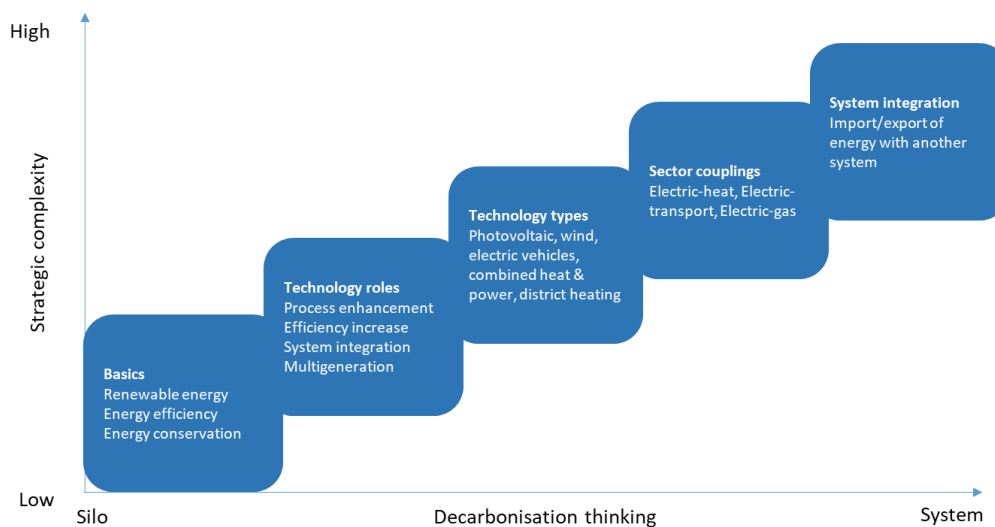 High
Strategic complexity
Low
Silo
Decarbonisation thinking
System
Basics
Renewable energy
Energy efficiency
Energy conservation
Technology roles
Process enhancement
Efficiency increase
System integration
Multigeneration
Technology types
Photovoltaic, wind,
electric vehicles,
combined heat &
power, district heating
Sector couplings
Electric-heat, Electric-
transport, Electric-gas
System integration
Import/export of
energy with another
system